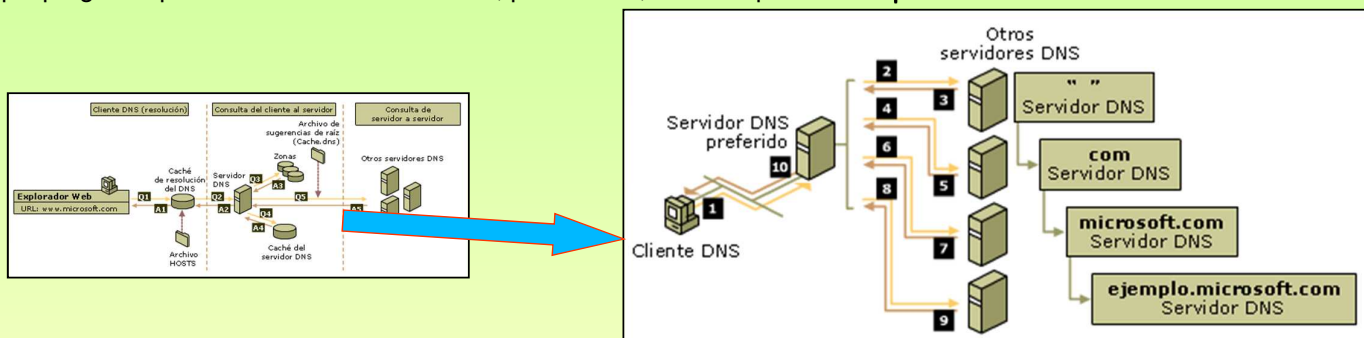 Cliente DNS (resolución)
Consulta del cliente al servidor
Consulta de
servidor a servidor
Archivo de
sugerencias de raíz
(Cache.dns)
Zonas
Otros servidores DNS
Caché
de resolución
del DNS
Servidor
DNS
Q3
A3
Explorador Web
URL: www.microsoft.com
Q1
A1
Q2
A2
Q5
A5
Q4
A4
Archivo
HOSTS
Caché del
servidor DNS
Otros
servidores DNS
2
3
" "
Servidor DNS
4
5
com
Servidor DNS
Servidor DNS
preferido
10
6
7
microsoft.com
Servidor DNS
8
9
ejemplo.microsoft.com
Servidor DNS
1
Cliente DNS